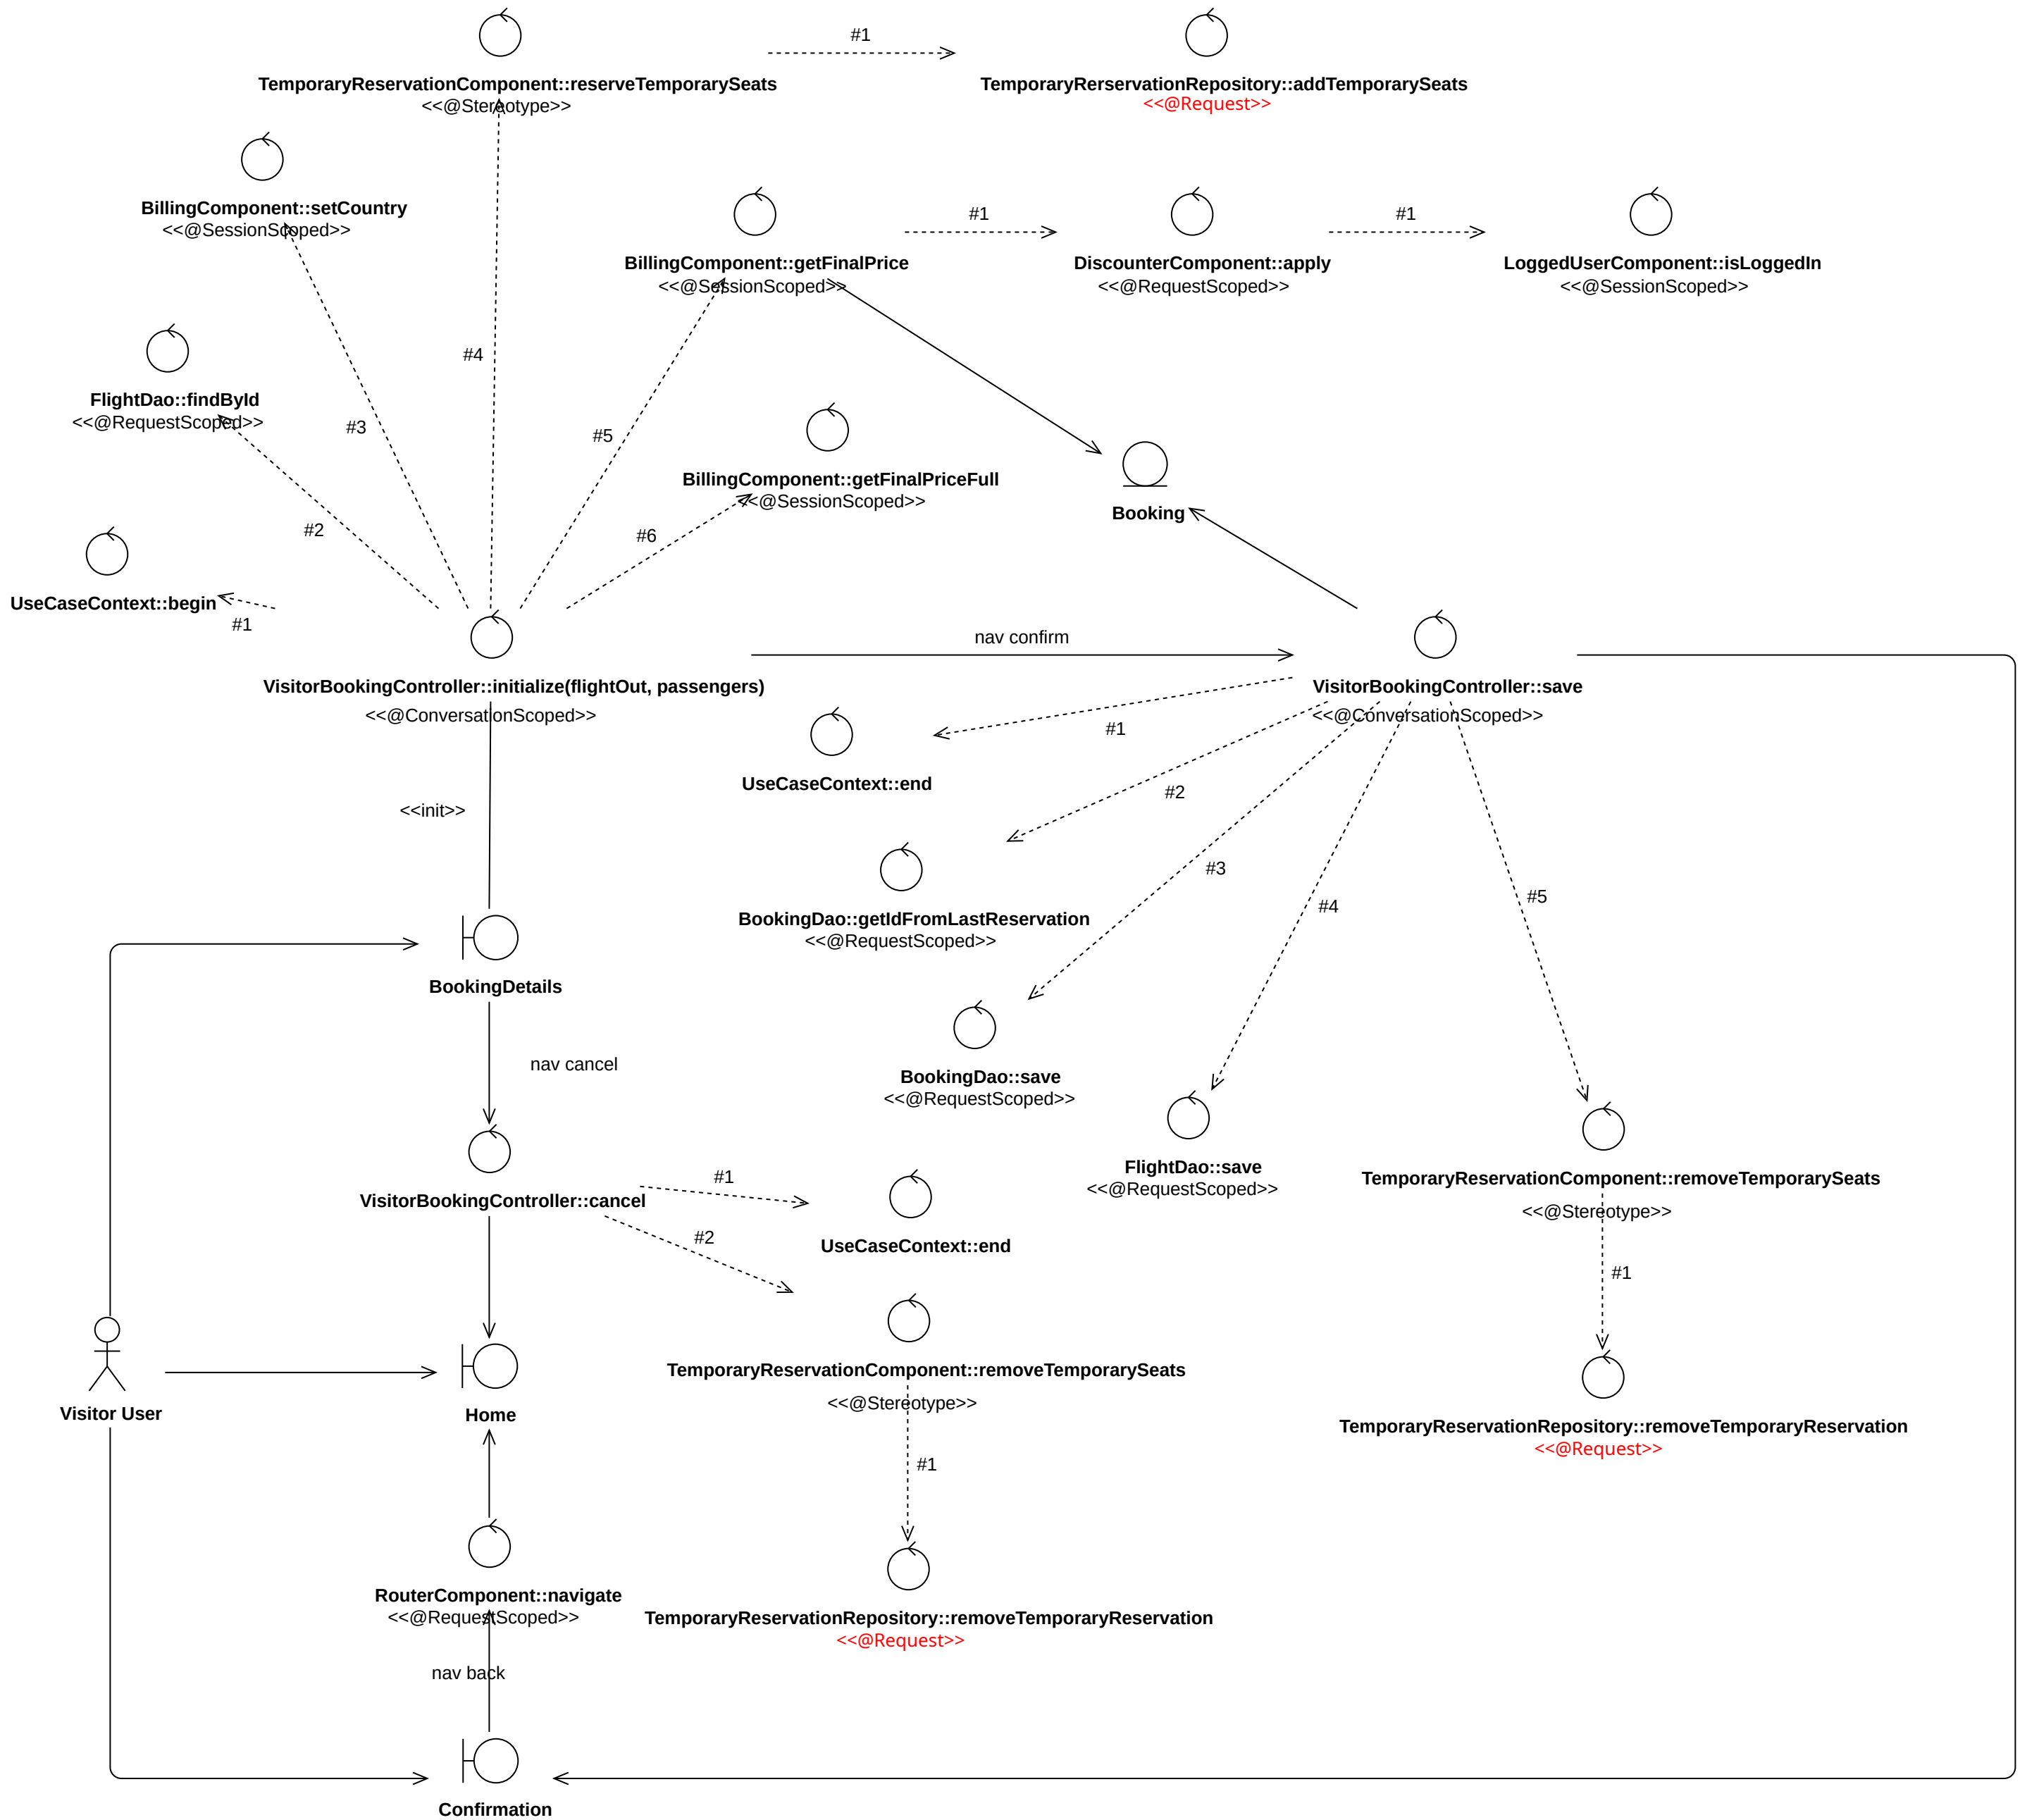 #1
TemporaryReservationComponent::reserveTemporarySeats
<<@Stereotype>>
TemporaryRerservationRepository::addTemporarySeats
<<@Request>>
BillingComponent::setCountry
<<@SessionScoped>>
#1
#1
BillingComponent::getFinalPrice
<<@SessionScoped>>
DiscounterComponent::apply
<<@RequestScoped>>
LoggedUserComponent::isLoggedIn
<<@SessionScoped>>
#4
FlightDao::findById
<<@RequestScoped>>
#3
#5
BillingComponent::getFinalPriceFull
<<@SessionScoped>>
Booking
#2
#6
UseCaseContext::begin
#1
nav confirm
VisitorBookingController::initialize(flightOut, passengers)
<<@ConversationScoped>>
VisitorBookingController::save
<<@ConversationScoped>>
#1
UseCaseContext::end
#2
<<init>>
#3
#5
#4
BookingDao::getIdFromLastReservation
<<@RequestScoped>>
BookingDetails
nav cancel
BookingDao::save
<<@RequestScoped>>
FlightDao::save
<<@RequestScoped>>
TemporaryReservationComponent::removeTemporarySeats
<<@Stereotype>>
#1
VisitorBookingController::cancel
#2
UseCaseContext::end
#1
TemporaryReservationComponent::removeTemporarySeats
<<@Stereotype>>
Visitor User
Home
TemporaryReservationRepository::removeTemporaryReservation
<<@Request>>
#1
RouterComponent::navigate
<<@RequestScoped>>
TemporaryReservationRepository::removeTemporaryReservation
<<@Request>>
nav back
Confirmation